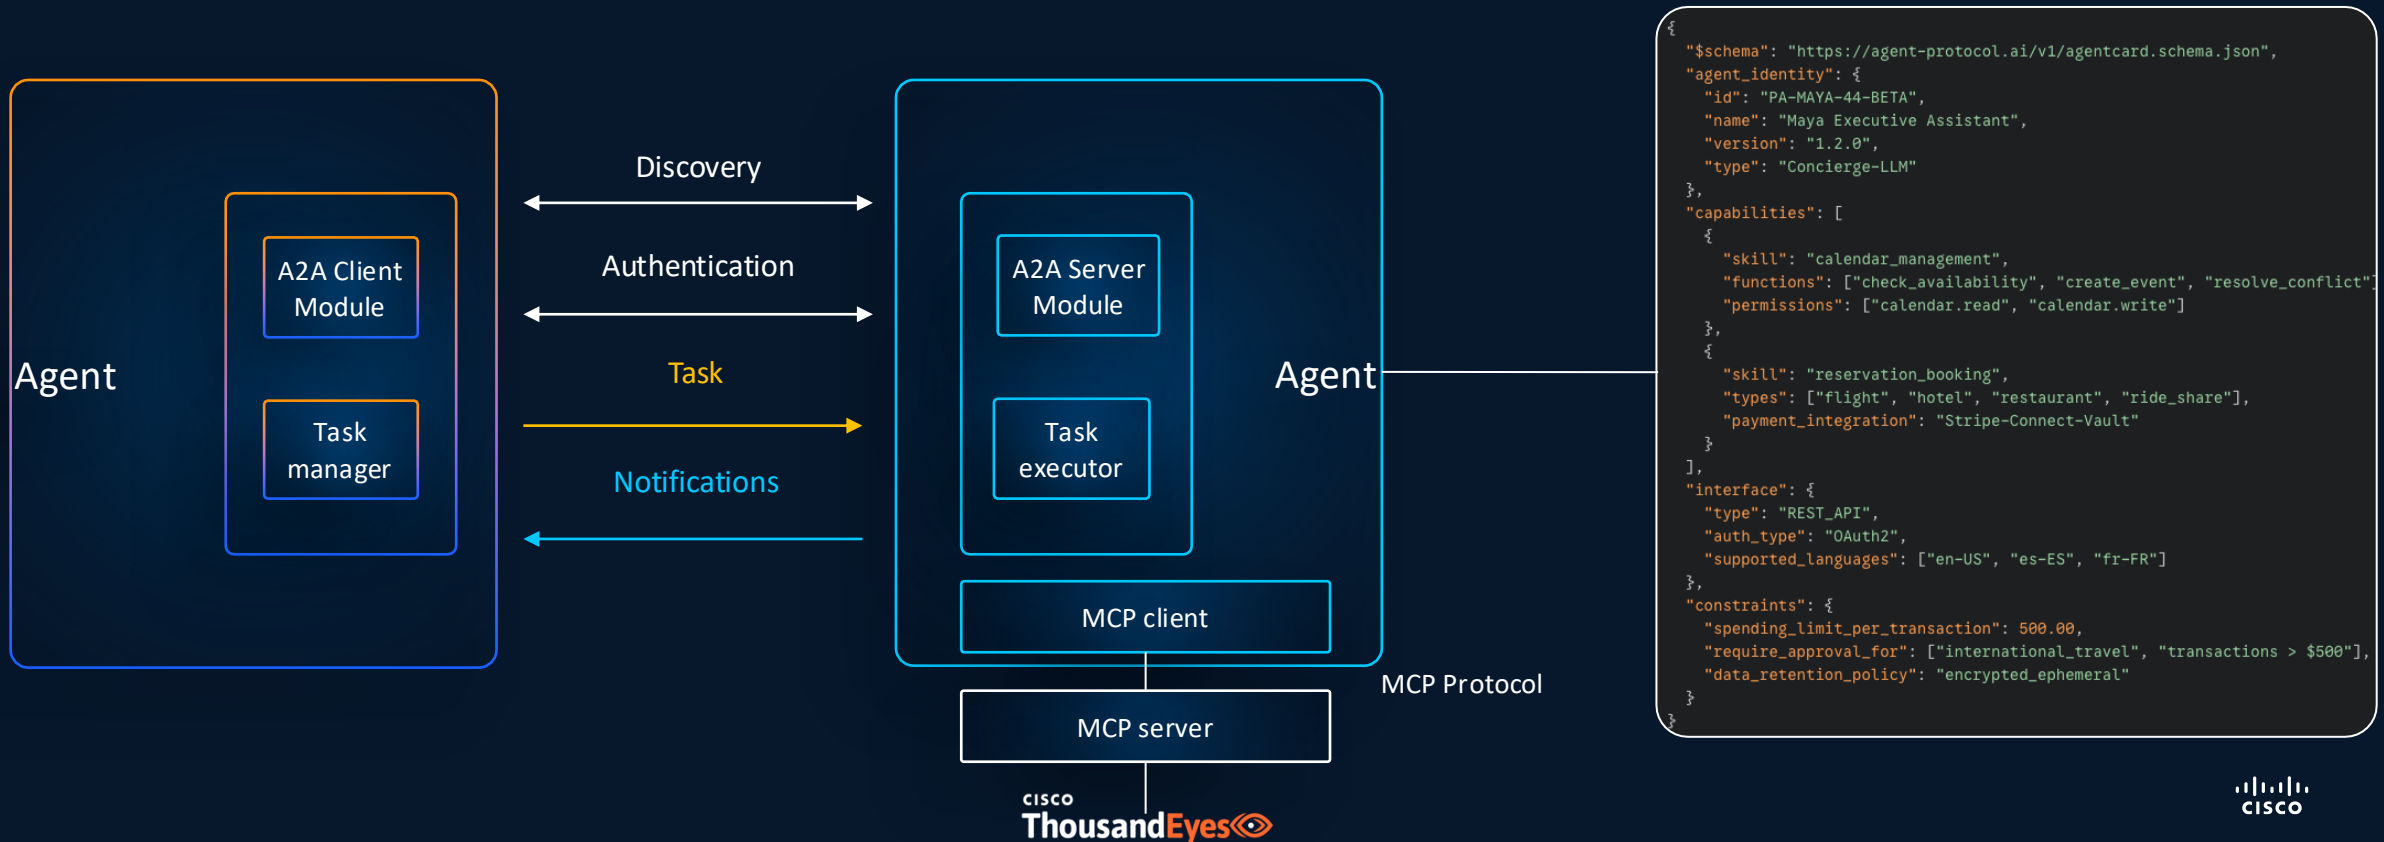 Agent
A2A Client
Module
Task
manager
Discovery
Authentication
Task
Notifications
A2A Server
Module
Task
executor
Agent
MCP client
MCP Protocol
MCP server
CISCO
ThousandEyes
{
"$schema": "https://agent-protocol.ai/v1/agentcard.schema.json",
"agent_identity": {
"id": "PA-MAYA-44-BETA",
"name": "Maya Executive Assistant",
"version": "1.2.0",
"type": "Concierge-LLM"
},
"capabilities": [
{
"skill": "calendar_management",
"functions": ["check_availability", "create_event", "resolve_conflict"]
"permissions": ["calendar.read", "calendar.write"]
},
{
"skill": "reservation_booking",
"types": ["flight", "hotel", "restaurant", "ride_share"],
"payment_integration": "Stripe-Connect-Vault"
}
],
"interface": {
"type": "REST_API",
"auth_type": "OAuth2",
"supported_languages": ["en-US", "es-ES", "fr-FR"]
},
"constraints": {
"spending_limit_per_transaction": 500.00,
"require_approval_for": ["international_travel", "transactions > $500"],
"data_retention_policy": "encrypted_ephemeral"
}
}
CISCO